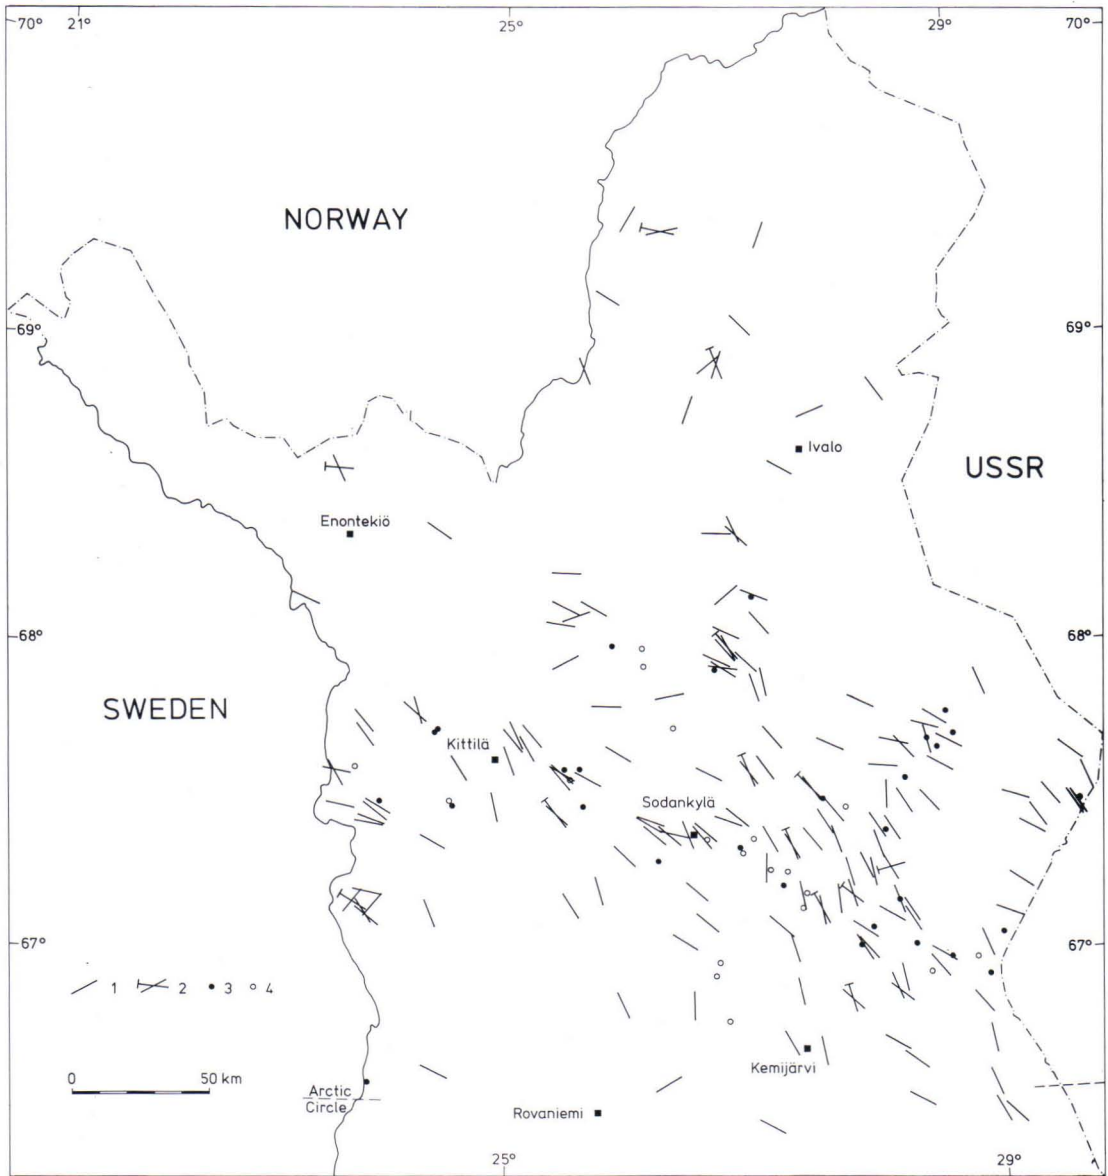 70° 21° 25° 29° 70°
NORWAY
69° 69°
Ivalo
USSR
Enontekiö
68° 68°
SWEDEN
Kittilä
Sodankylä
67° 67°
1 2 3 4
Kemijärvi
0 50 km
Arctic
Circle
Rovaniemi
25° 29°